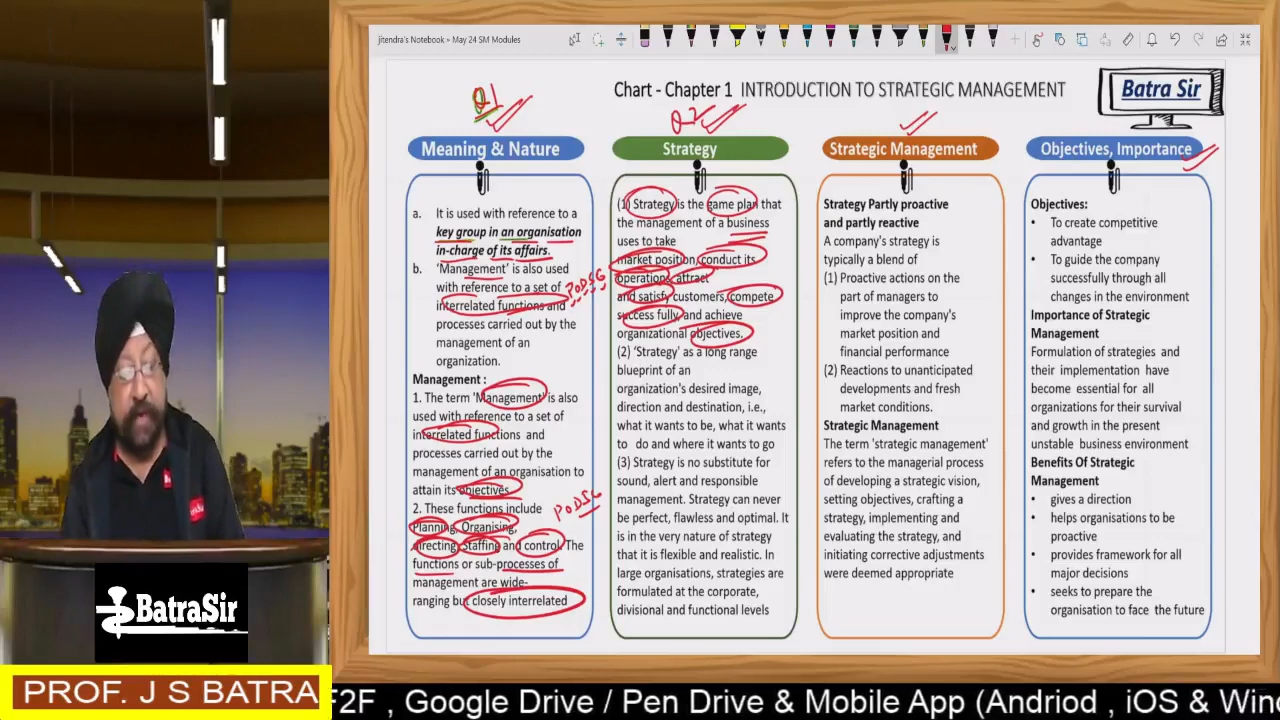 jitendra's Notebook » May 24 SM Modules
Chart - Chapter 1 INTRODUCTION TO STRATEGIC MANAGEMENT
Batra Sir
Q1
Q2
Meaning & Nature
a. It is used with reference to a
key group in an organisation
in-charge of its affairs.
b. ‘Management’ is also used
with reference to a set of
interrelated functions and
processes carried out by the
management of an
organization.
PODSC
Management :
1. The term 'Management' is also
used with reference to a set of
interrelated functions and
processes carried out by the
management of an organisation to
attain its objectives.
2. These functions include
Planning, Organising,
directing, Staffing and control. The
functions or sub-processes of
management are wide-
ranging but closely interrelated
PODSC
Strategy
(1) Strategy is the game plan that
the management of a business
uses to take
market position, conduct its
operations, attract
and satisfy customers, compete
success fully, and achieve
organizational objectives.
(2) ‘Strategy’ as a long range
blueprint of an
organization's desired image,
direction and destination, i.e.,
what it wants to be, what it wants
to do and where it wants to go
(3) Strategy is no substitute for
sound, alert and responsible
management. Strategy can never
be perfect, flawless and optimal. It
is in the very nature of strategy
that it is flexible and realistic. In
large organisations, strategies are
formulated at the corporate,
divisional and functional levels
Strategic Management
Strategy Partly proactive
and partly reactive
A company's strategy is
typically a blend of
(1) Proactive actions on the
part of managers to
improve the company's
market position and
financial performance
(2) Reactions to unanticipated
developments and fresh
market conditions.
Strategic Management
The term 'strategic management'
refers to the managerial process
of developing a strategic vision,
setting objectives, crafting a
strategy, implementing and
evaluating the strategy, and
initiating corrective adjustments
were deemed appropriate
Objectives, Importance
Objectives:
• To create competitive
advantage
• To guide the company
successfully through all
changes in the environment
Importance of Strategic
Management
Formulation of strategies and
their implementation have
become essential for all
organizations for their survival
and growth in the present
unstable business environment
Benefits Of Strategic
Management
• gives a direction
• helps organisations to be
proactive
• provides framework for all
major decisions
• seeks to prepare the
organisation to face the future
BatraSir
PROF. J S BATRA
F2F , Google Drive / Pen Drive & Mobile App (Andriod , iOS & Wind